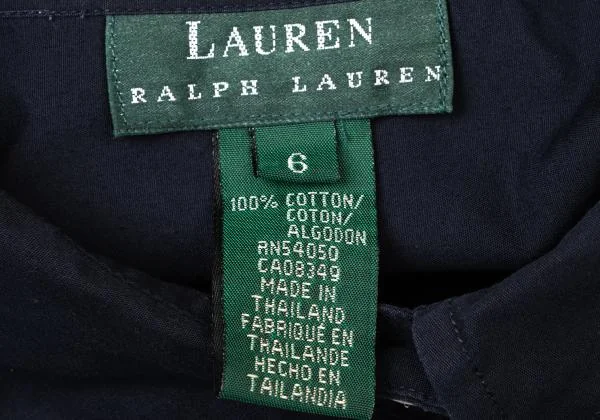 LAUREN
RALPH LAUREN
6
100% COTTON/
COTON/
ALGODON
RN54050
CA08349
MADE IN
THAILAND
FABRIQUÉ EN
THAILANDE
HECHO EN
TAILANDIA